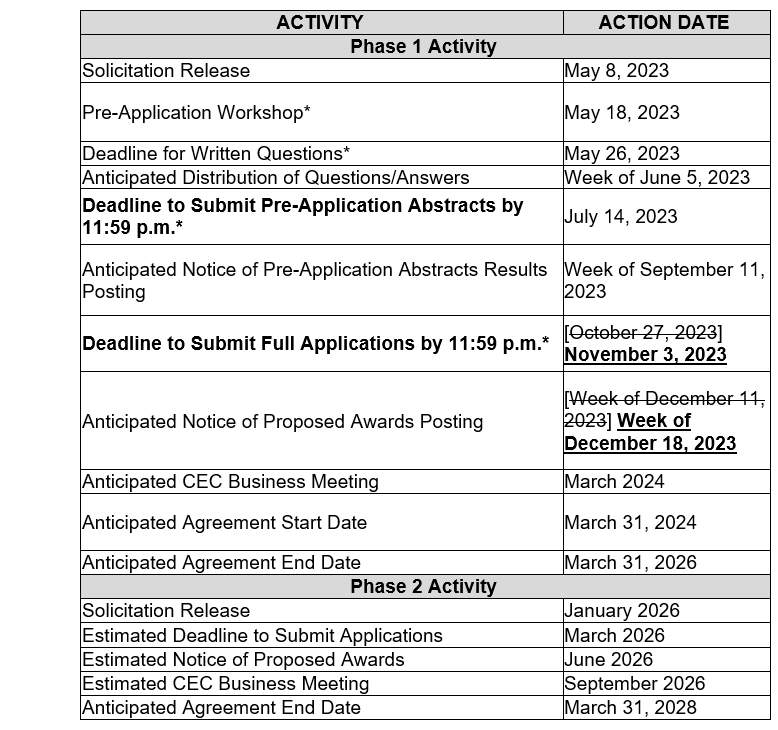 ACTIVITY ACTION DATE
Phase 1 Activity
Solicitation Release May 8, 2023
Pre-Application Workshop* May 18, 2023
Deadline for Written Questions* May 26, 2023
Anticipated Distribution of Questions/Answers Week of June 5, 2023
Deadline to Submit Pre-Application Abstracts by
11:59 p.m.*
July 14, 2023
Anticipated Notice of Pre-Application Abstracts Results
Posting
Week of September 11,
2023
Deadline to Submit Full Applications by 11:59 p.m.*
[October 27, 2023]
November 3, 2023
Anticipated Notice of Proposed Awards Posting
[Week of December 11,
2023] Week of
December 18, 2023
Anticipated CEC Business Meeting March 2024
Anticipated Agreement Start Date March 31, 2024
Anticipated Agreement End Date March 31, 2026
Phase 2 Activity
Solicitation Release January 2026
Estimated Deadline to Submit Applications March 2026
Estimated Notice of Proposed Awards June 2026
Estimated CEC Business Meeting September 2026
Anticipated Agreement End Date March 31, 2028